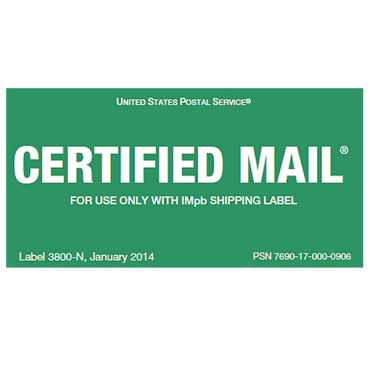 UNITED STATES POSTAL SERVICE®
CERTIFIED MAIL®
FOR USE ONLY WITH IMpb SHIPPING LABEL
Label 3800-N, January 2014
PSN 7690-17-000-0906